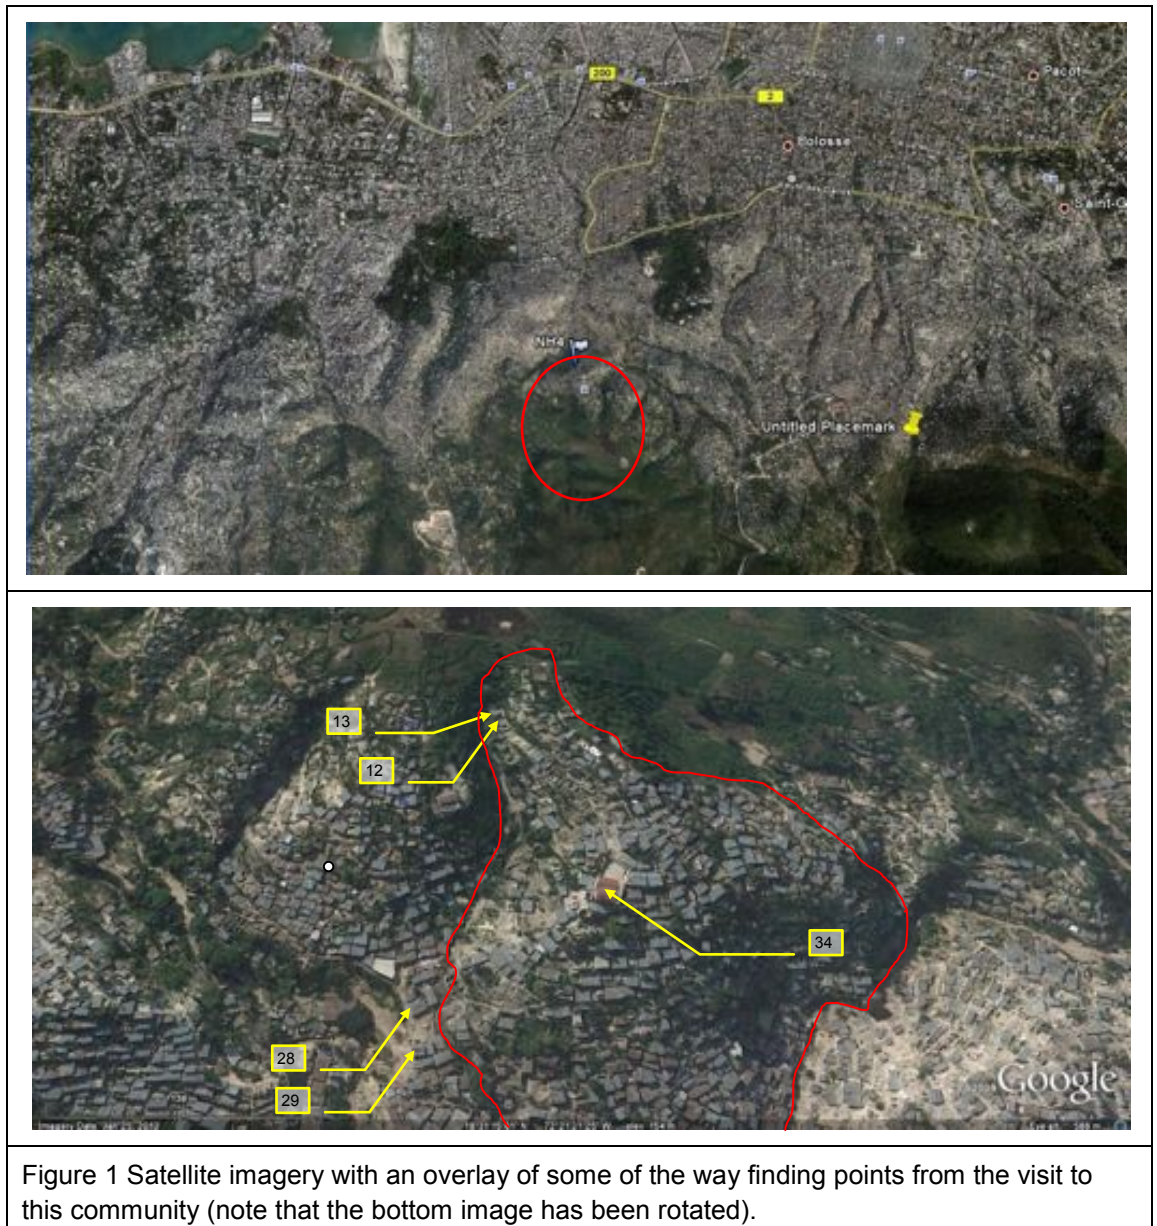 200
2
Pacot
Bolosse
Saint-G
NH4
Untitled Placemark
13
12
34
28
29
Google
Figure 1 Satellite imagery with an overlay of some of the way finding points from the visit to
this community (note that the bottom image has been rotated).